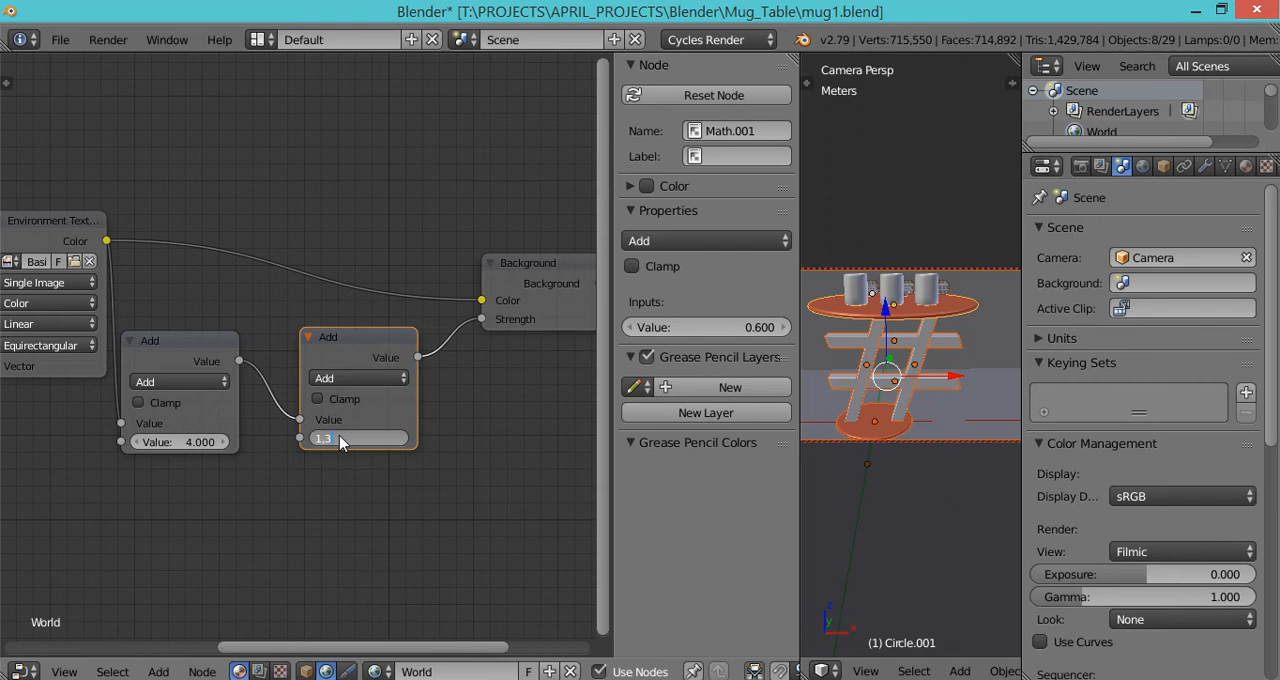 Blender* [T:\PROJECTS\APRIL_PROJECTS\Blender\Mug_Table\mug1.blend]
File Render Window Help Default Scene Cycles Render v2.79 | Verts:715,550 | Faces:714,892 | Tris:1,429,784 | Objects:8/29 | Lamps:0/0 | Mem:
Node
Reset Node
Name: Math.001
Label:
Color
Properties
Add
Clamp
Inputs:
Value: 0.600
Grease Pencil Layers
New
New Layer
Grease Pencil Colors
Environment Text...
Color
Basi F
Single Image
Color
Linear
Equirectangular
Vector
Add
Value
Add
Clamp
Value
Value: 4.000
Add
Value
Add
Clamp
Value
1.3
Background
Background
Color
Strength
World
View Select Add Node World F Use Nodes
Camera Persp
Meters
z
y
x
(1) Circle.001
View Select Add Objec
View Search All Scenes
Scene
RenderLayers
World
Scene
Scene
Camera: Camera
Background:
Active Clip:
Units
Keying Sets
Color Management
Display:
Display D... sRGB
Render:
View: Filmic
Exposure: 0.000
Gamma: 1.000
Look: None
Use Curves
Sequencer: